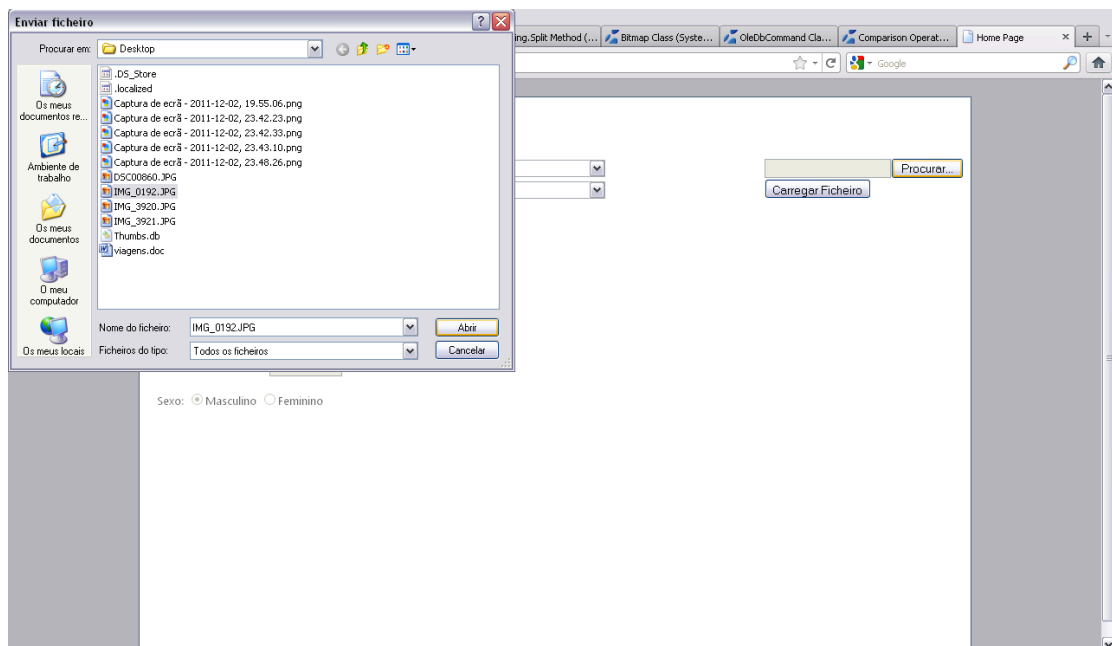 Enviar ficheiro
Procurar em: Desktop
Os meus documentos re...
Ambiente de trabalho
Os meus documentos
O meu computador
Os meus locais
.DS_Store
.localized
Captura de ecrã - 2011-12-02, 19.55.06.png
Captura de ecrã - 2011-12-02, 23.42.23.png
Captura de ecrã - 2011-12-02, 23.42.33.png
Captura de ecrã - 2011-12-02, 23.43.10.png
Captura de ecrã - 2011-12-02, 23.48.26.png
DSC00860.JPG
IMG_0192.JPG
IMG_3920.JPG
IMG_3921.JPG
Thumbs.db
viagens.doc
Nome do ficheiro: IMG_0192.JPG Abrir
Ficheiros do tipo: Todos os ficheiros Cancelar
ing.Split Method (... Bitmap Class (Syste... OleDbCommand Cla... Comparison Operat... Home Page
Google
Procurar...
Carregar Ficheiro
Sexo: Masculino Feminino